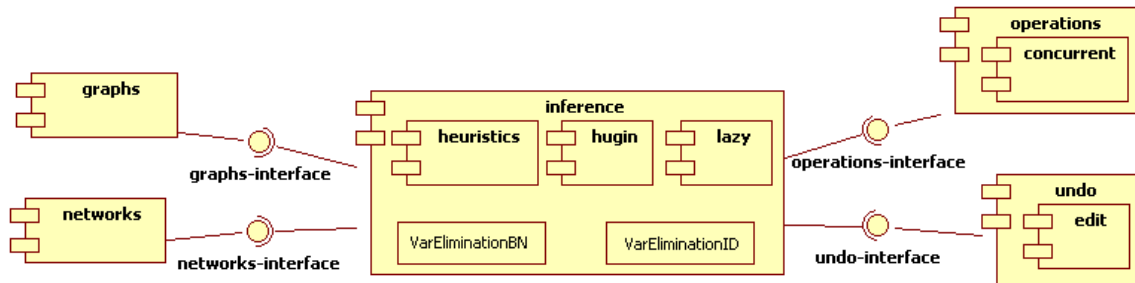 operations
concurrent
graphs
inference
heuristics
hugin
lazy
graphs-interface
operations-interface
networks
undo
edit
VarEliminationBN
VarEliminationID
networks-interface
undo-interface